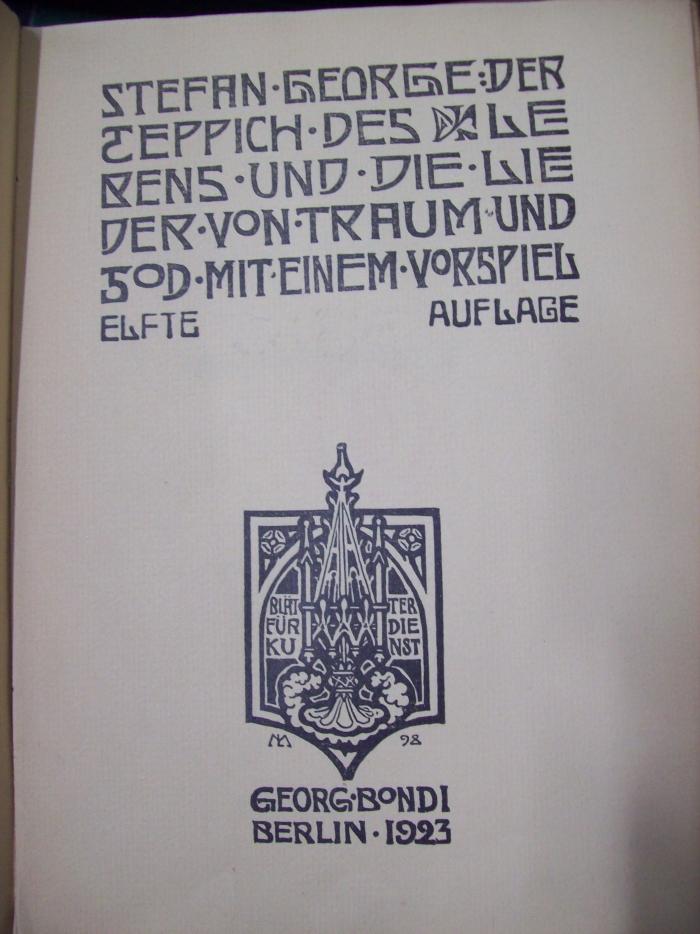 STEFAN·GEORGE:DER
TEPPICH·DES LE
BENS·UND·DIE·LIE
DER·VON·TRAUM·UND
TOD·MIT·EINEM·VORSPIEL
ELFTE AUFLAGE
BLÄT TER
FÜR DIE
KU NST
98
GEORG·BONDI
BERLIN·1923